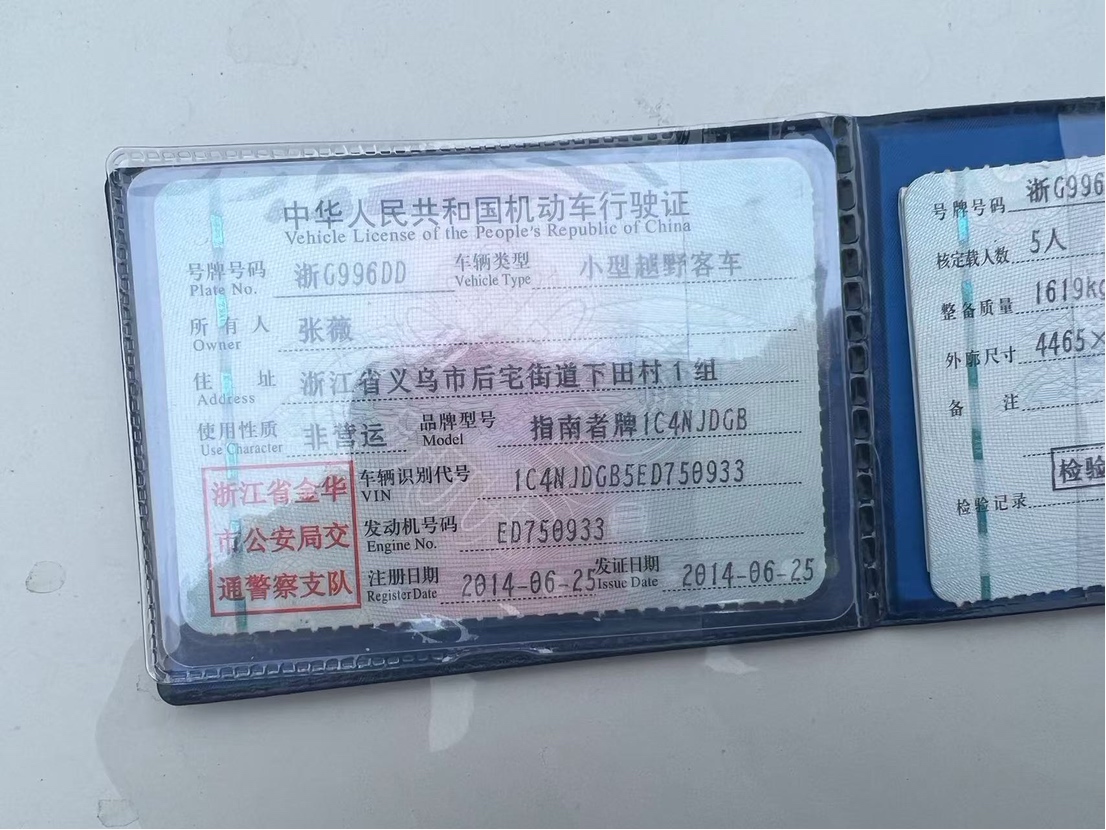 中华人民共和国机动车行驶证
Vehicle License of the People's Republic of China
号牌号码 浙G996DD 车辆类型 小型越野客车
Plate No. Vehicle Type
所有人 张薇
Owner
住址 浙江省义乌市后宅街道下田村1组
Address
使用性质 非营运 品牌型号 指南者牌1C4NJDGB
Use Character Model
浙江省金华
市公安局交
通警察支队
车辆识别代号 1C4NJDGB5ED750933
VIN
发动机号码 ED750933
Engine No.
注册日期 2014-06-25 发证日期 2014-06-25
Register Date Issue Date
号牌号码 浙G996
核定载人数 5人
整备质量 1619kg
外廓尺寸 4465×
备注
检验
检验记录